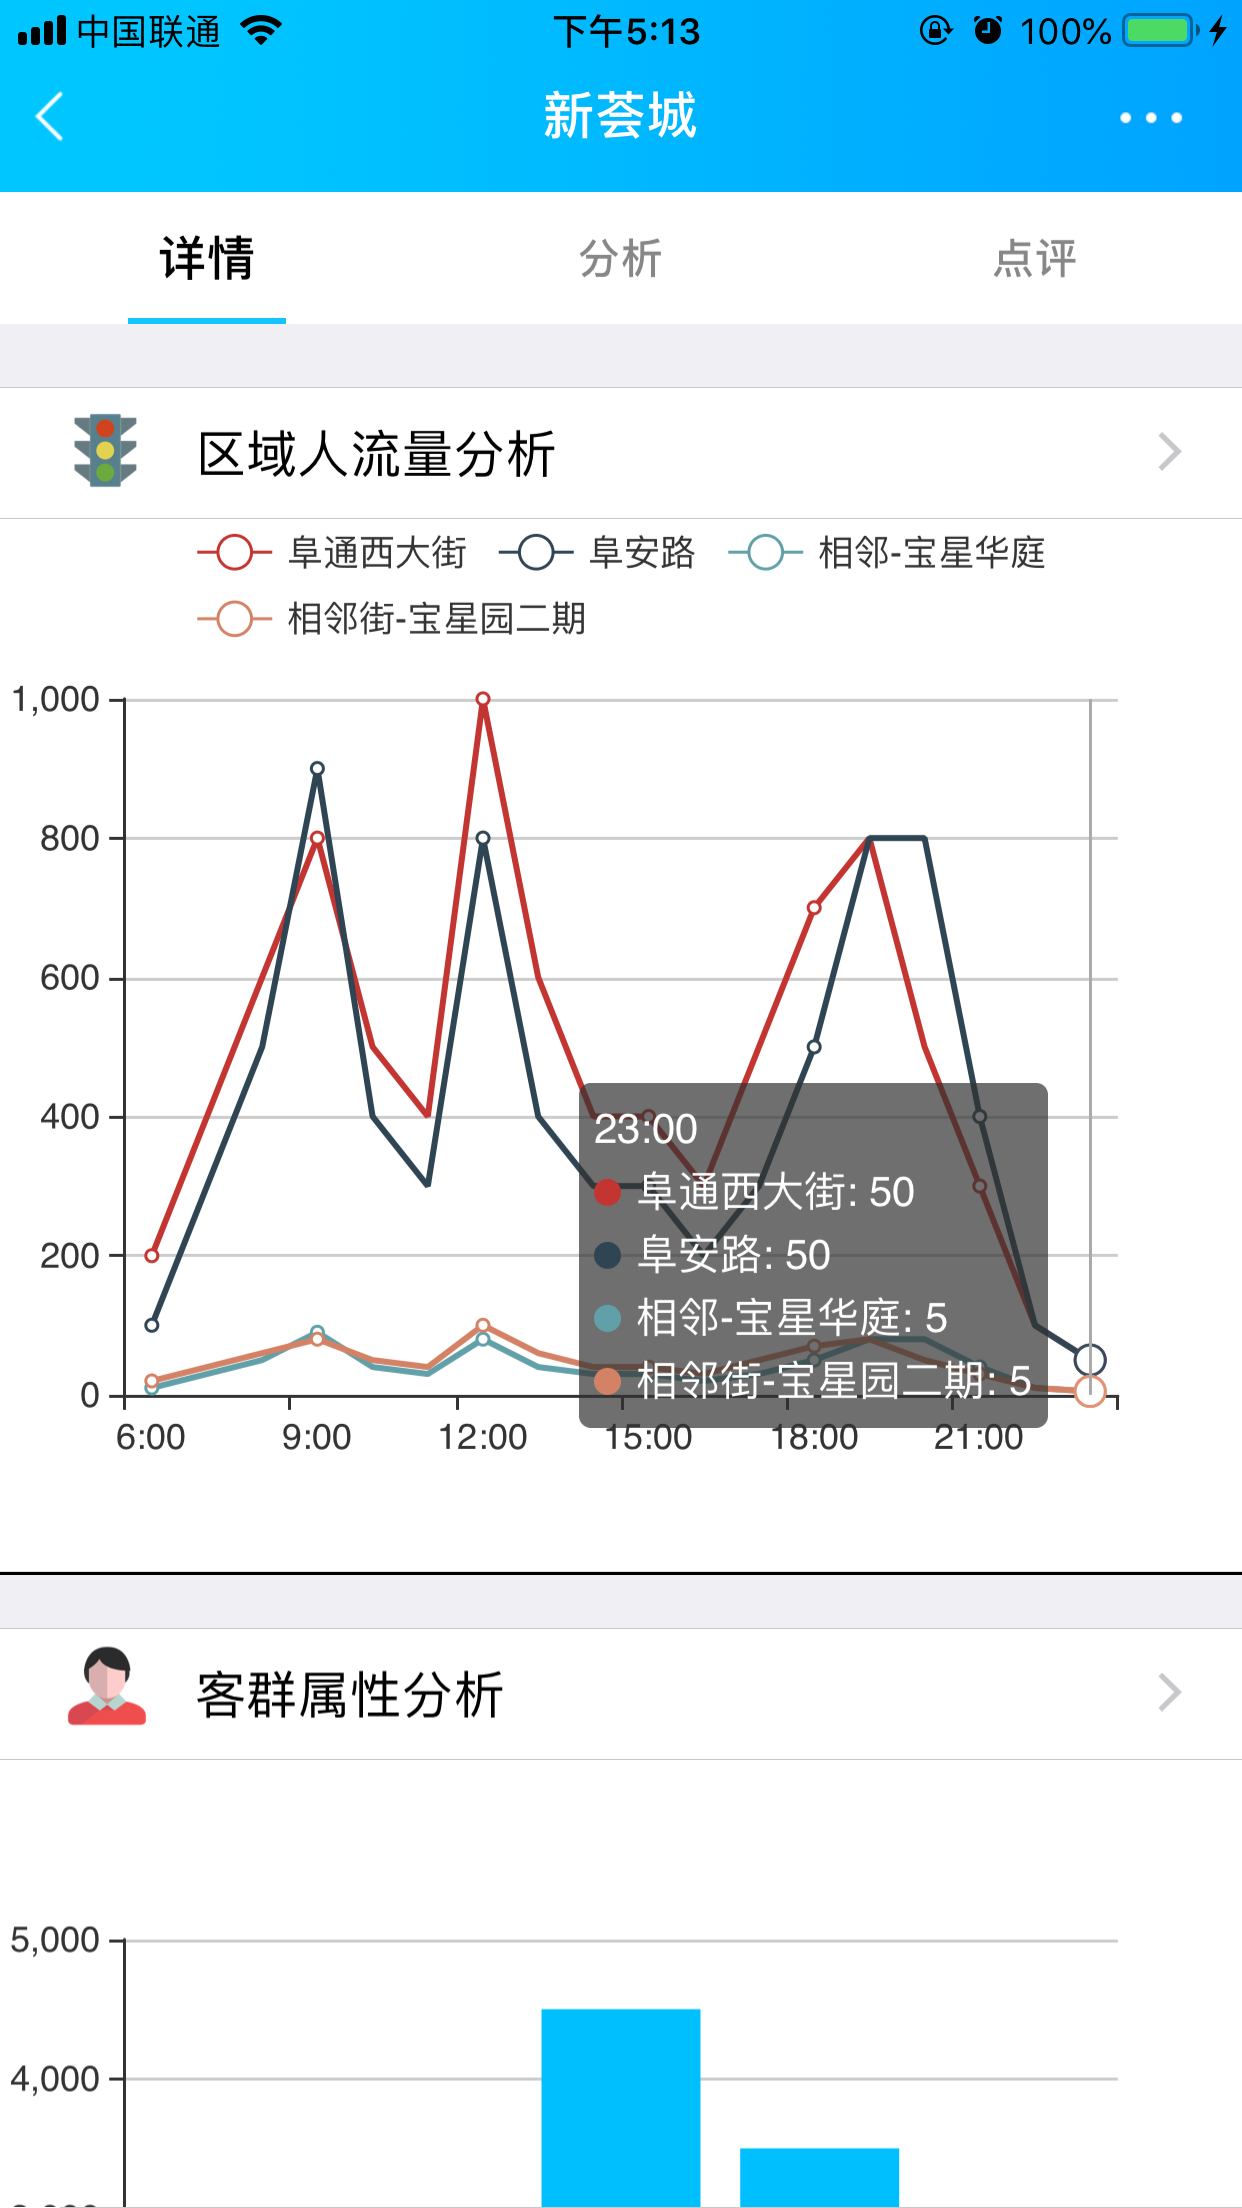 中国联通 下午5:13 100%
新荟城
详情 分析 点评
区域人流量分析
阜通西大街 阜安路 相邻-宝星华庭
相邻街-宝星园二期
1,000
800
600
400
200
0
23:00
阜通西大街: 50
阜安路: 50
相邻-宝星华庭: 5
相邻街-宝星园二期: 5
6:00 9:00 12:00 15:00 18:00 21:00
客群属性分析
5,000
4,000